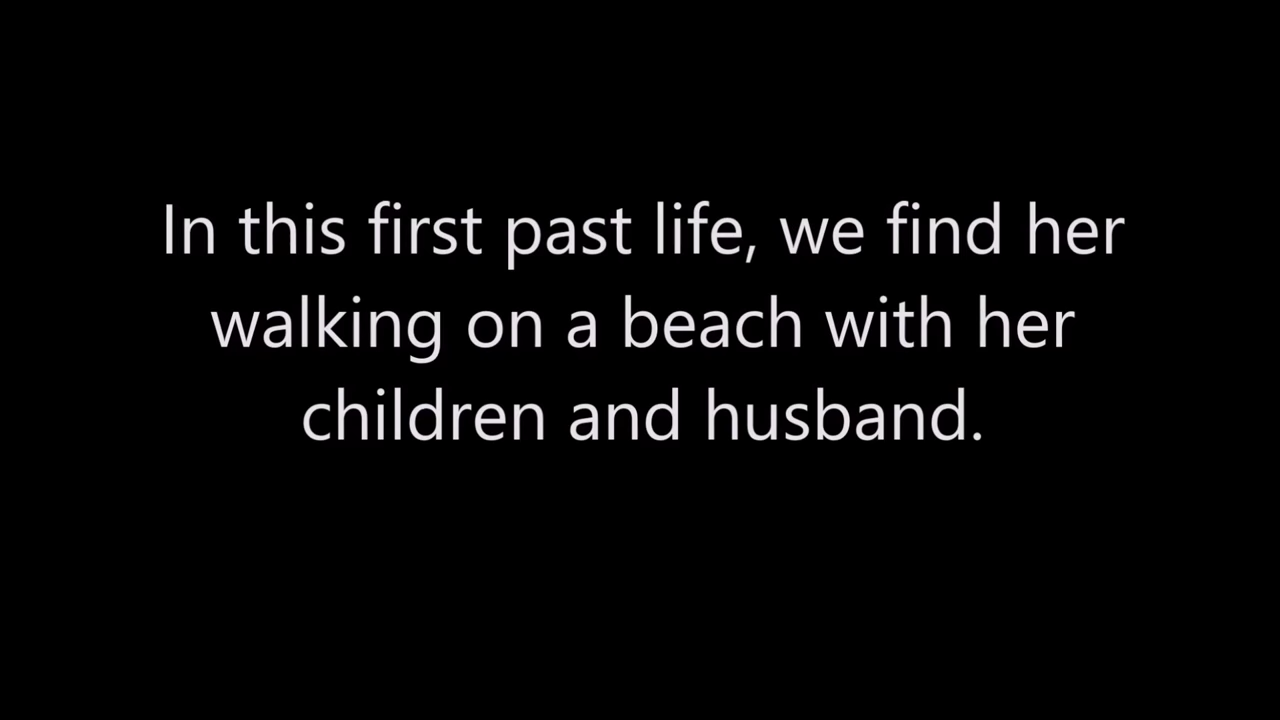 In this first past life, we find her
walking on a beach with her
children and husband.